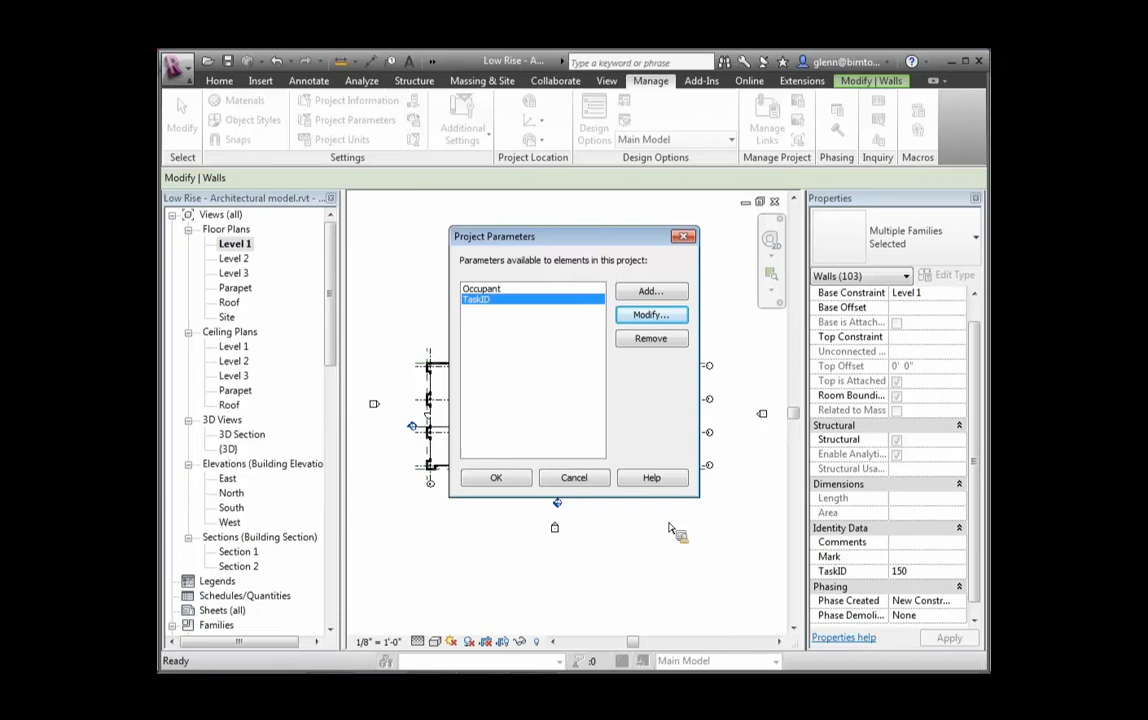 Low Rise - A...
Type a keyword or phrase
glenn@bimto...
Home Insert Annotate Analyze Structure Massing & Site Collaborate View Manage Add-Ins Online Extensions Modify | Walls
Modify
Materials
Object Styles
Snaps
Project Information
Project Parameters
Project Units
Additional
Settings
Design
Options
Main Model
Manage
Links
Select Settings Project Location Design Options Manage Project Phasing Inquiry Macros
Modify | Walls
Low Rise - Architectural model.rvt - ...
Views (all)
Floor Plans
Level 1
Level 2
Level 3
Parapet
Roof
Site
Ceiling Plans
Level 1
Level 2
Level 3
Parapet
Roof
3D Views
3D Section
{3D}
Elevations (Building Elevatio
East
North
South
West
Sections (Building Section)
Section 1
Section 2
Legends
Schedules/Quantities
Sheets (all)
Families
Project Parameters
Parameters available to elements in this project:
Occupant
TaskID
Add...
Modify...
Remove
OK Cancel Help
1/8" = 1'-0"
Properties
Multiple Families
Selected
Walls (103) Edit Type
Base Constraint Level 1
Base Offset
Base is Attach...
Top Constraint
Unconnected ...
Top Offset 0' 0"
Top is Attached
Room Boundi...
Related to Mass
Structural
Structural
Enable Analyti...
Structural Usa...
Dimensions
Length
Area
Identity Data
Comments
Mark
TaskID 150
Phasing
Phase Created New Constr...
Phase Demoli... None
Properties help Apply
Ready :0 Main Model